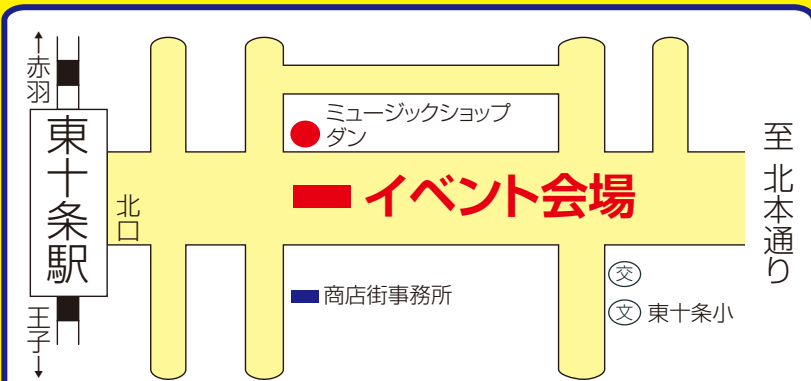 ←赤羽
東十条駅
北口
王子→
ミュージックショップ
ダン
イベント会場
商店街事務所
交
文 東十条小
至 北本通り